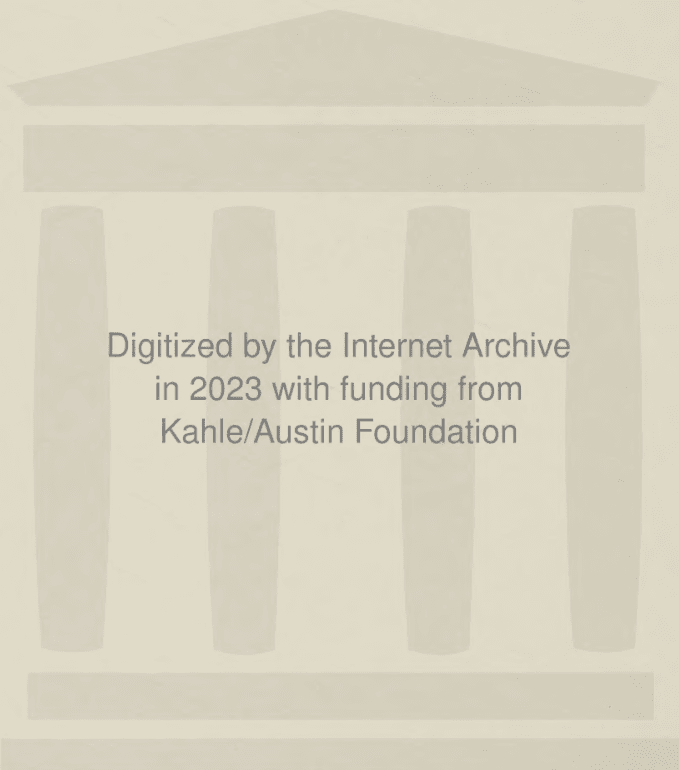 Digitized by the Internet Archive
in 2023 with funding from
Kahle/Austin Foundation